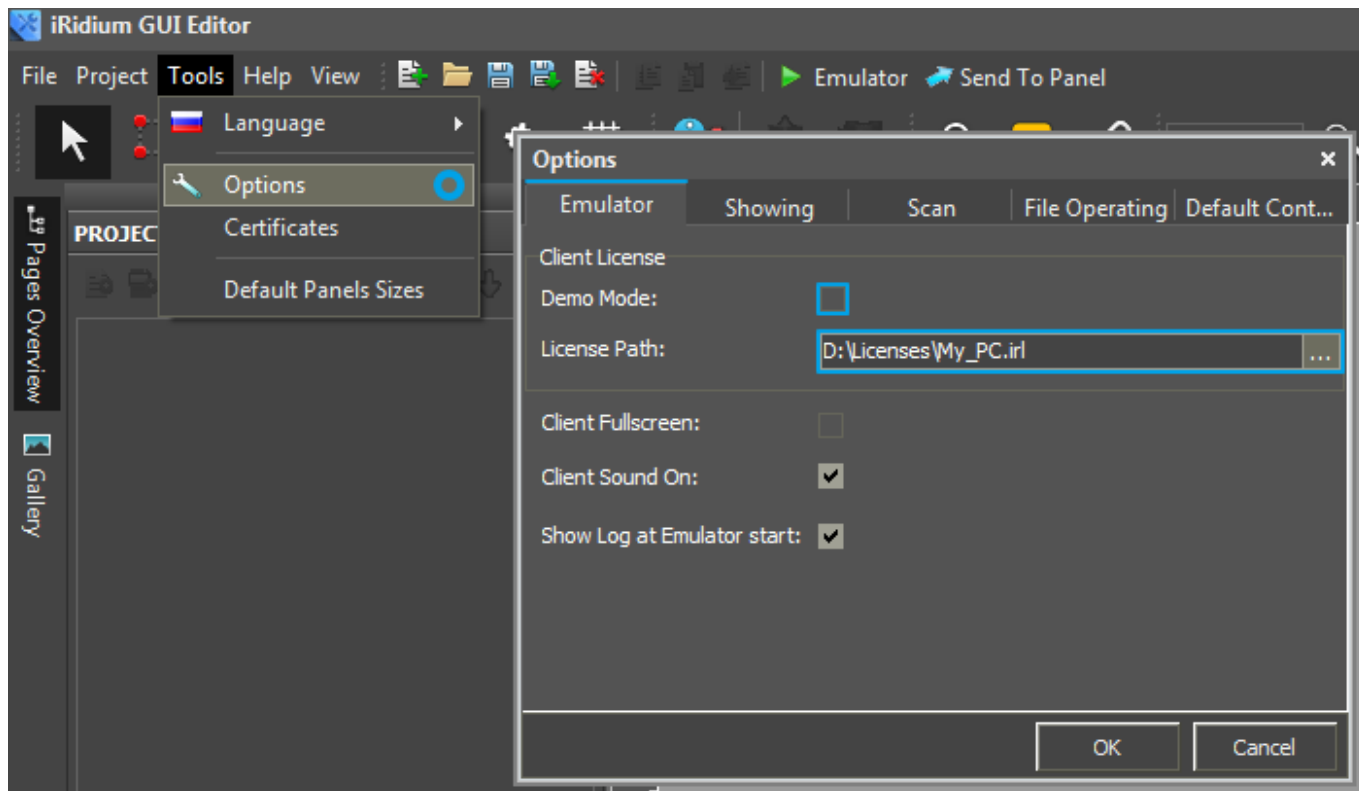 iRidium GUI Editor
File Project Tools Help View Emulator Send To Panel
Language
Options
Certificates
Default Panels Sizes
Pages Overview
Gallery
PROJEC
Options
Emulator Showing Scan File Operating Default Cont...
Client License
Demo Mode:
License Path: D:\Licenses\My_PC.irl ...
Client Fullscreen:
Client Sound On:
Show Log at Emulator start:
OK Cancel